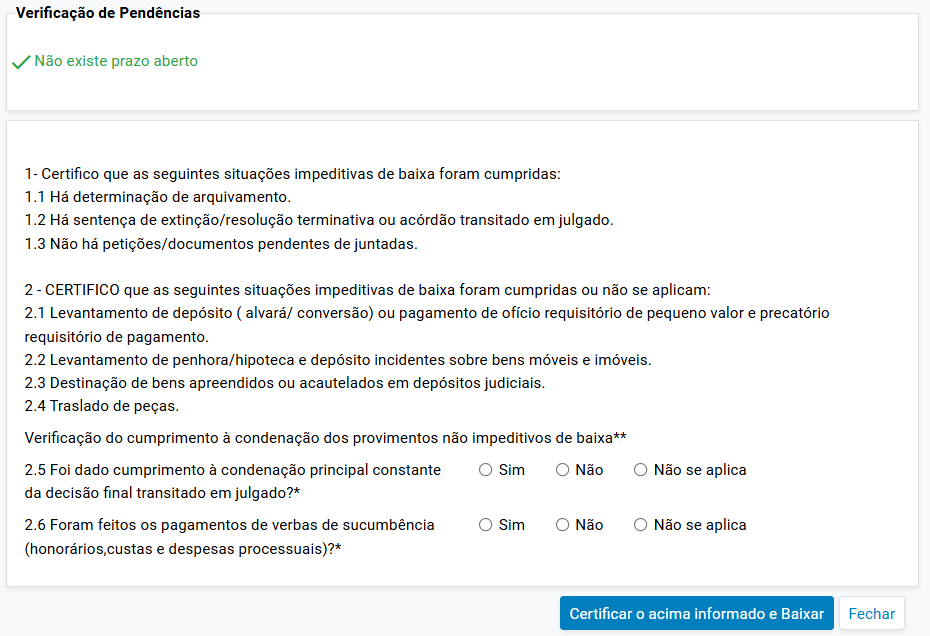 Verificação de Pendências
Não existe prazo aberto
1- Certifico que as seguintes situações impeditivas de baixa foram cumpridas:
1.1 Há determinação de arquivamento.
1.2 Há sentença de extinção/resolução terminativa ou acórdão transitado em julgado.
1.3 Não há petições/documentos pendentes de juntadas.
2 - CERTIFICO que as seguintes situações impeditivas de baixa foram cumpridas ou não se aplicam:
2.1 Levantamento de depósito ( alvará/ conversão) ou pagamento de ofício requisitório de pequeno valor e precatório
requisitório de pagamento.
2.2 Levantamento de penhora/hipoteca e depósito incidentes sobre bens móveis e imóveis.
2.3 Destinação de bens apreendidos ou acautelados em depósitos judiciais.
2.4 Traslado de peças.
Verificação do cumprimento à condenação dos provimentos não impeditivos de baixa**
2.5 Foi dado cumprimento à condenação principal constante Sim Não Não se aplica
da decisão final transitado em julgado?*
2.6 Foram feitos os pagamentos de verbas de sucumbência Sim Não Não se aplica
(honorários,custas e despesas processuais)?*
Certificar o acima informado e Baixar Fechar